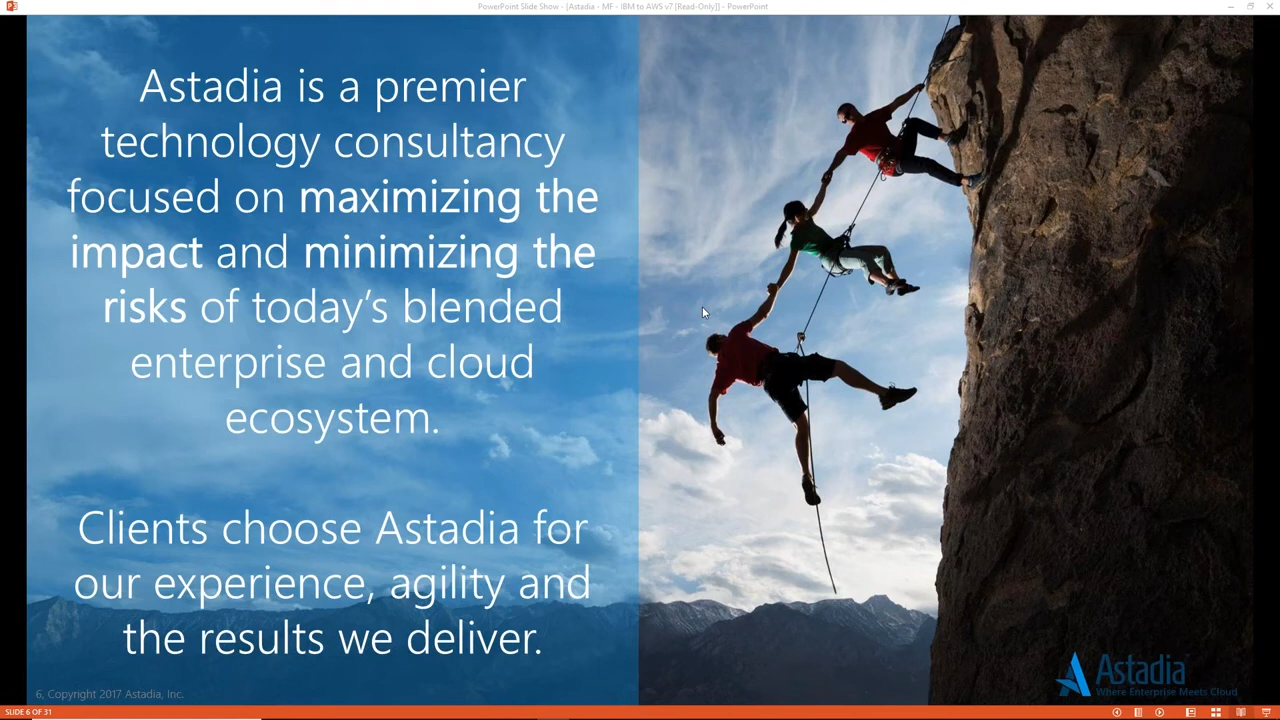 PowerPoint Slide Show - [Astadia - MF - IBM to AWS v7 [Read-Only]] - PowerPoint
Astadia is a premier
technology consultancy
focused on maximizing the
impact and minimizing the
risks of today's blended
enterprise and cloud
ecosystem.
Clients choose Astadia for
our experience, agility and
the results we deliver.
6, Copyright 2017 Astadia, Inc.
Astadia
Where Enterprise Meets Cloud
SLIDE 6 OF 31